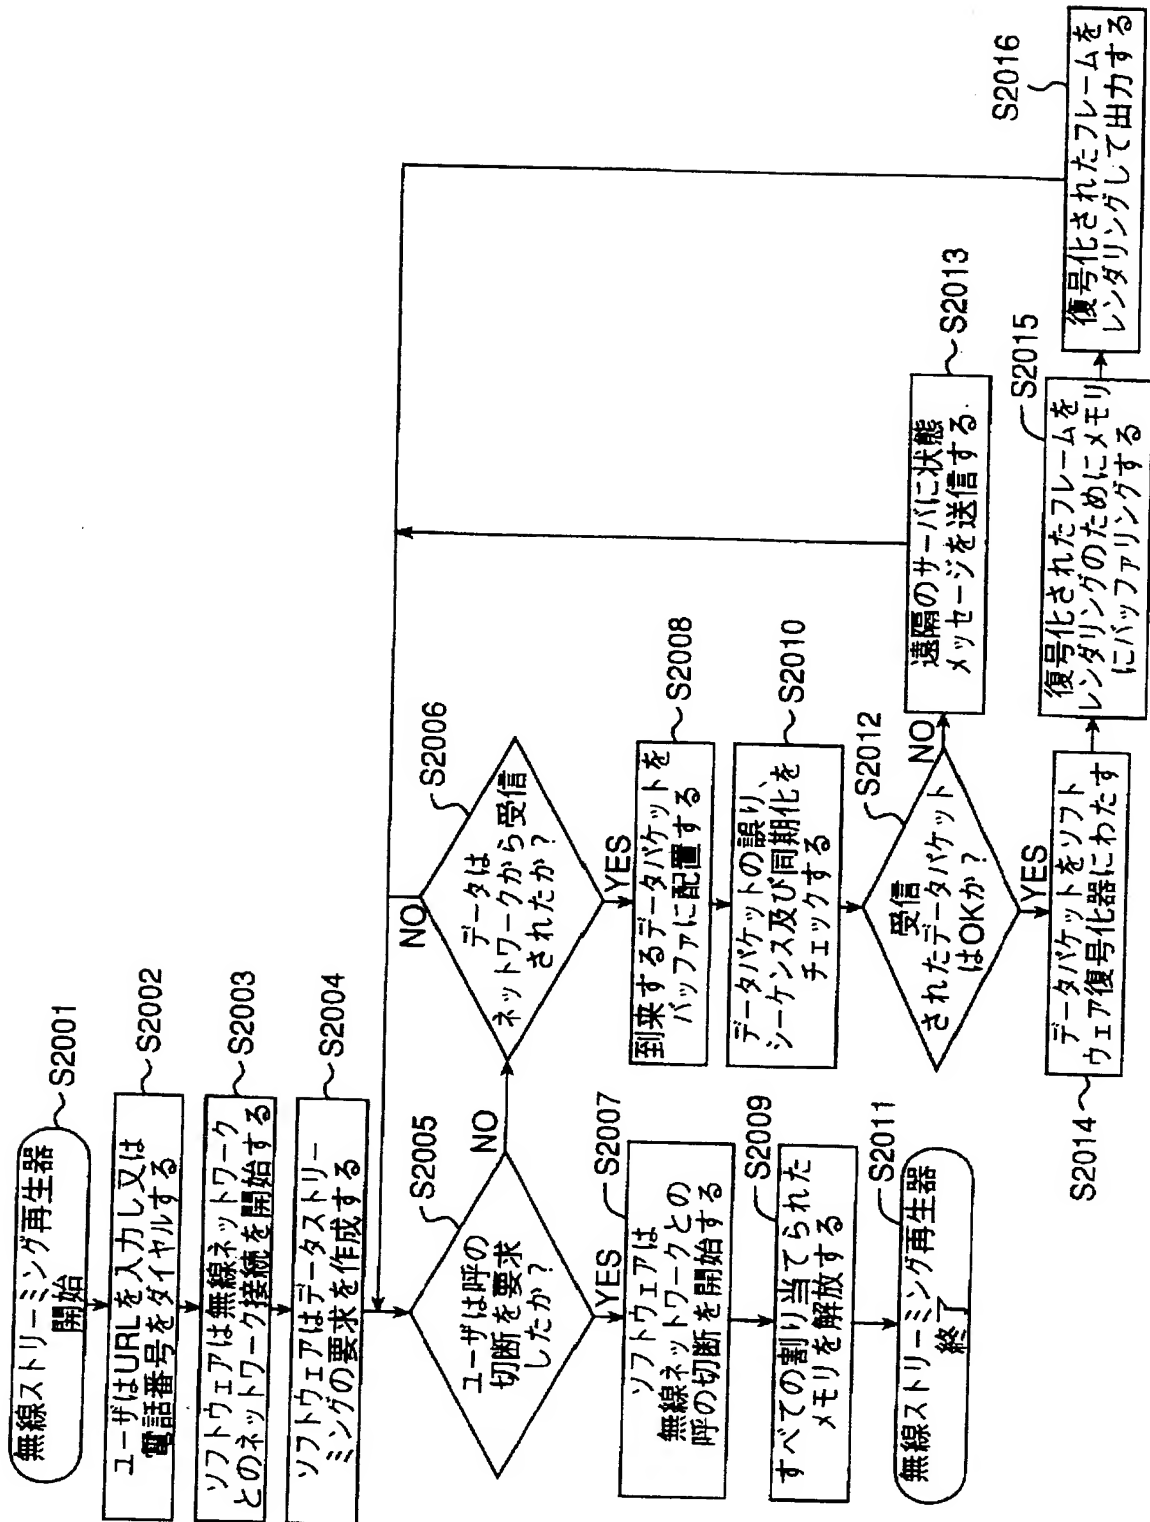 無線ストリーミング再生器
開始
S2001
ユーザはURLを入力し又は
電話番号をダイヤルする
S2002
ソフトウェアは無線ネットワーク
とのネットワーク接続を開始する
S2003
ソフトウェアはデータストリー
ミングの要求を作成する
S2004
ユーザは呼の
切断を要求
したか？
S2005
NO
YES
データは
ネットワークから受信
されたか？
S2006
NO
YES
ソフトウェアは
無線ネットワークとの
呼の切断を開始する
S2007
到来するデータパケットを
バッファに配置する
S2008
すべての割り当てられた
メモリを解放する
S2009
データパケットの誤り、
シーケンス及び同期化を
チェックする
S2010
無線ストリーミング再生器
終了
S2011
受信
されたデータパケット
はOKか？
S2012
NO
YES
遠隔のサーバに状態
メッセージを送信する
S2013
データパケットをソフト
ウェア復号化器にわたす
S2014
復号化されたフレームを
レンダリングのためにメモリ
にバッファリングする
S2015
復号化されたフレームを
レンダリングして出力する
S2016